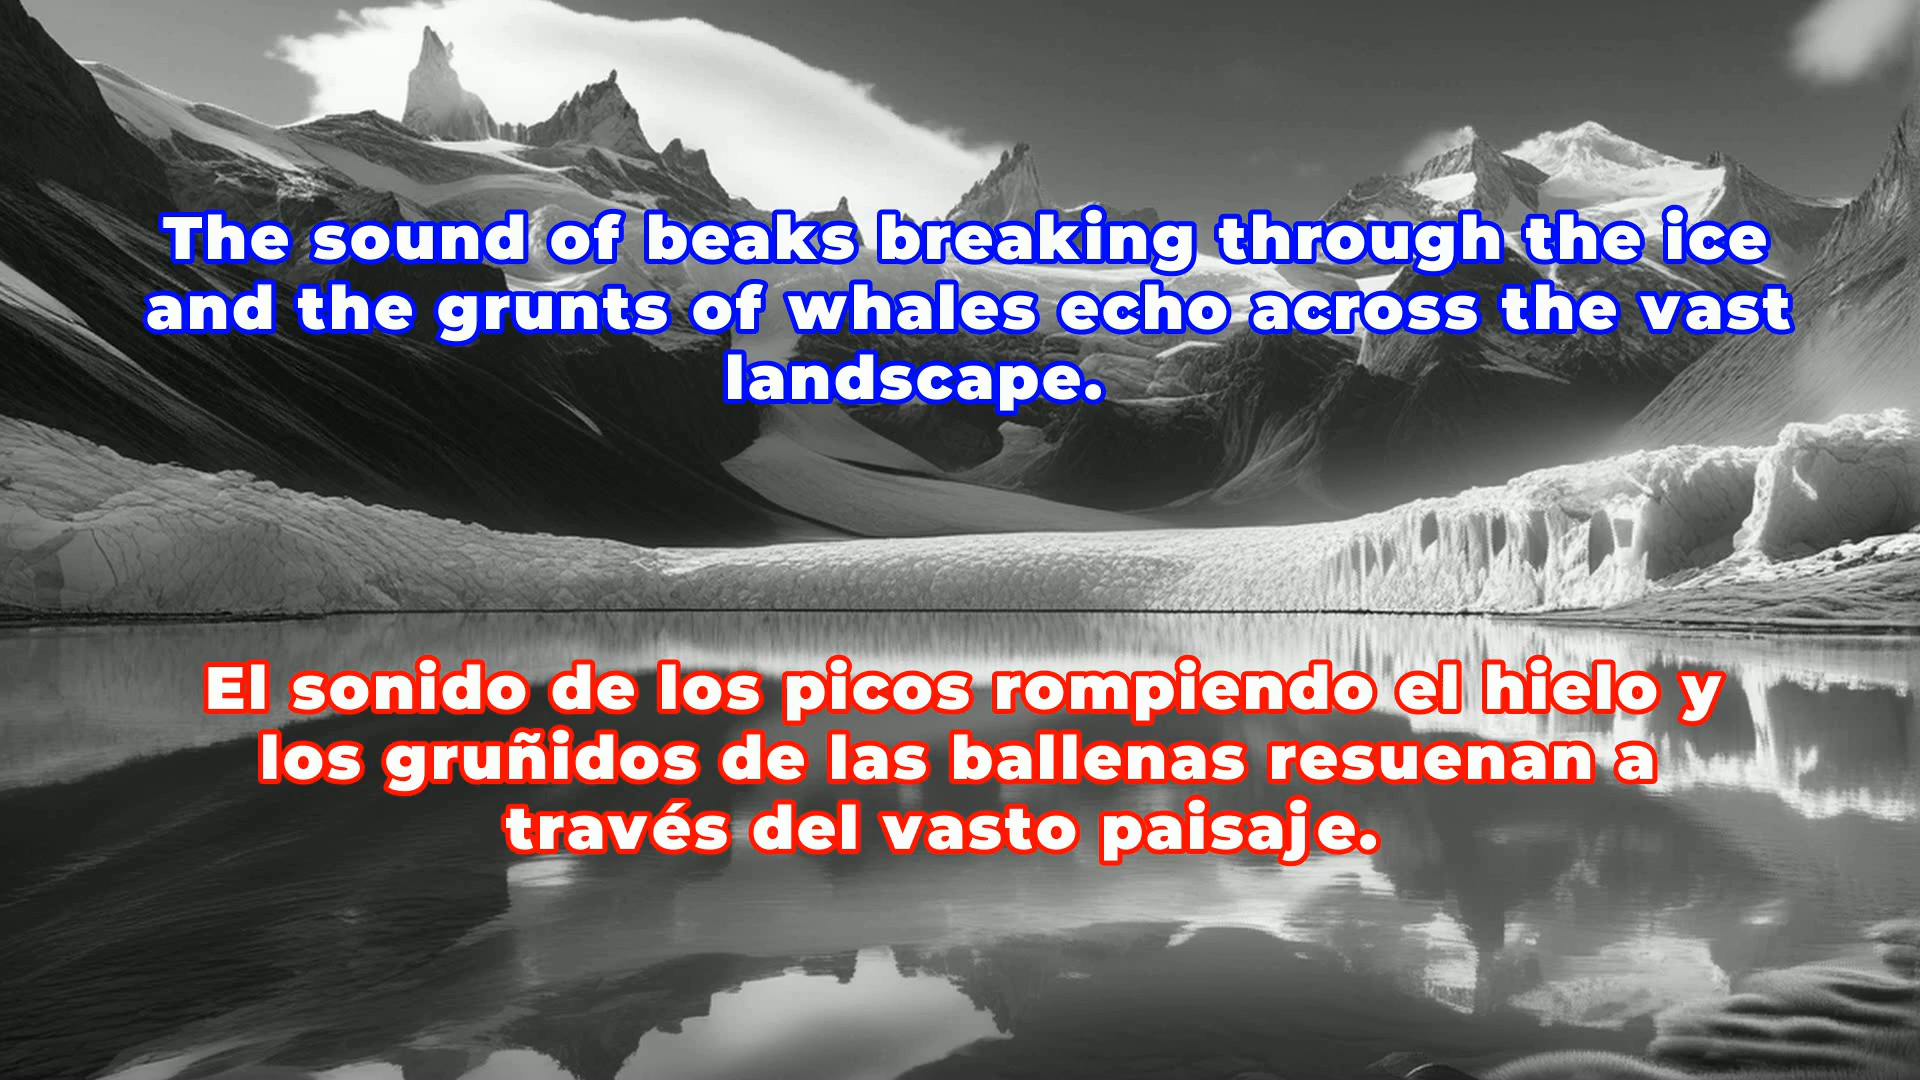 The sound of beaks breaking through the ice
and the grunts of whales echo across the vast
landscape.
El sonido de los picos rompiendo el hielo y
los gruñidos de las ballenas resuenan a
través del vasto paisaje.